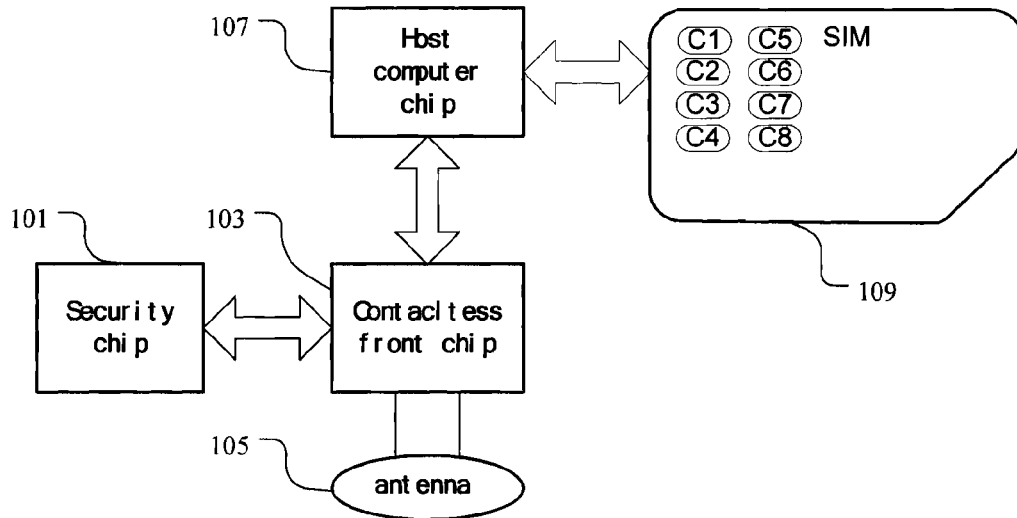 107
Host
computer
chip
C1 C5 SIM
C2 C6
C3 C7
C4 C8
101
103
109
Security
chip
Contacltess
front chip
105
antenna